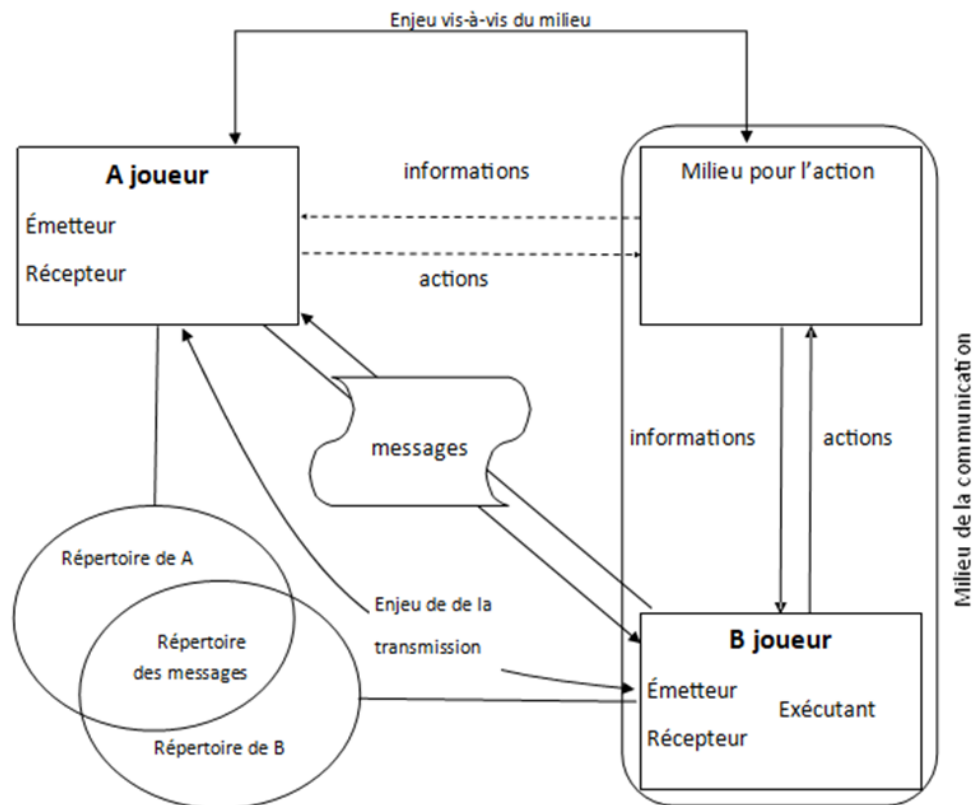 Enjeu vis-à-vis du milieu
A joueur
Émetteur
Récepteur
informations
actions
Milieu pour l’action
messages
informations
actions
Milieu de la communication
Répertoire de A
Répertoire
des messages
Répertoire de B
Enjeu de de la
transmission
B joueur
Émetteur
Exécutant
Récepteur